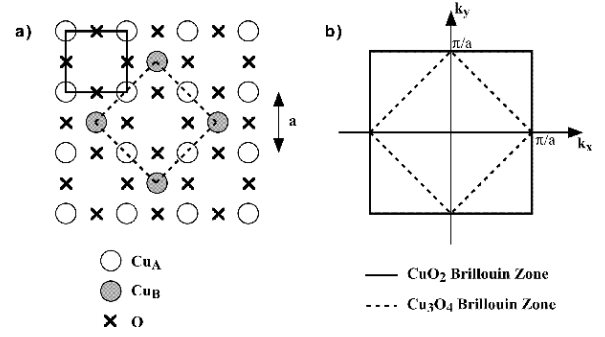 a)
a
Cu_A
Cu_B
O
b)
k_y
π/a
k_x
π/a
CuO₂ Brillouin Zone
Cu₃O₄ Brillouin Zone